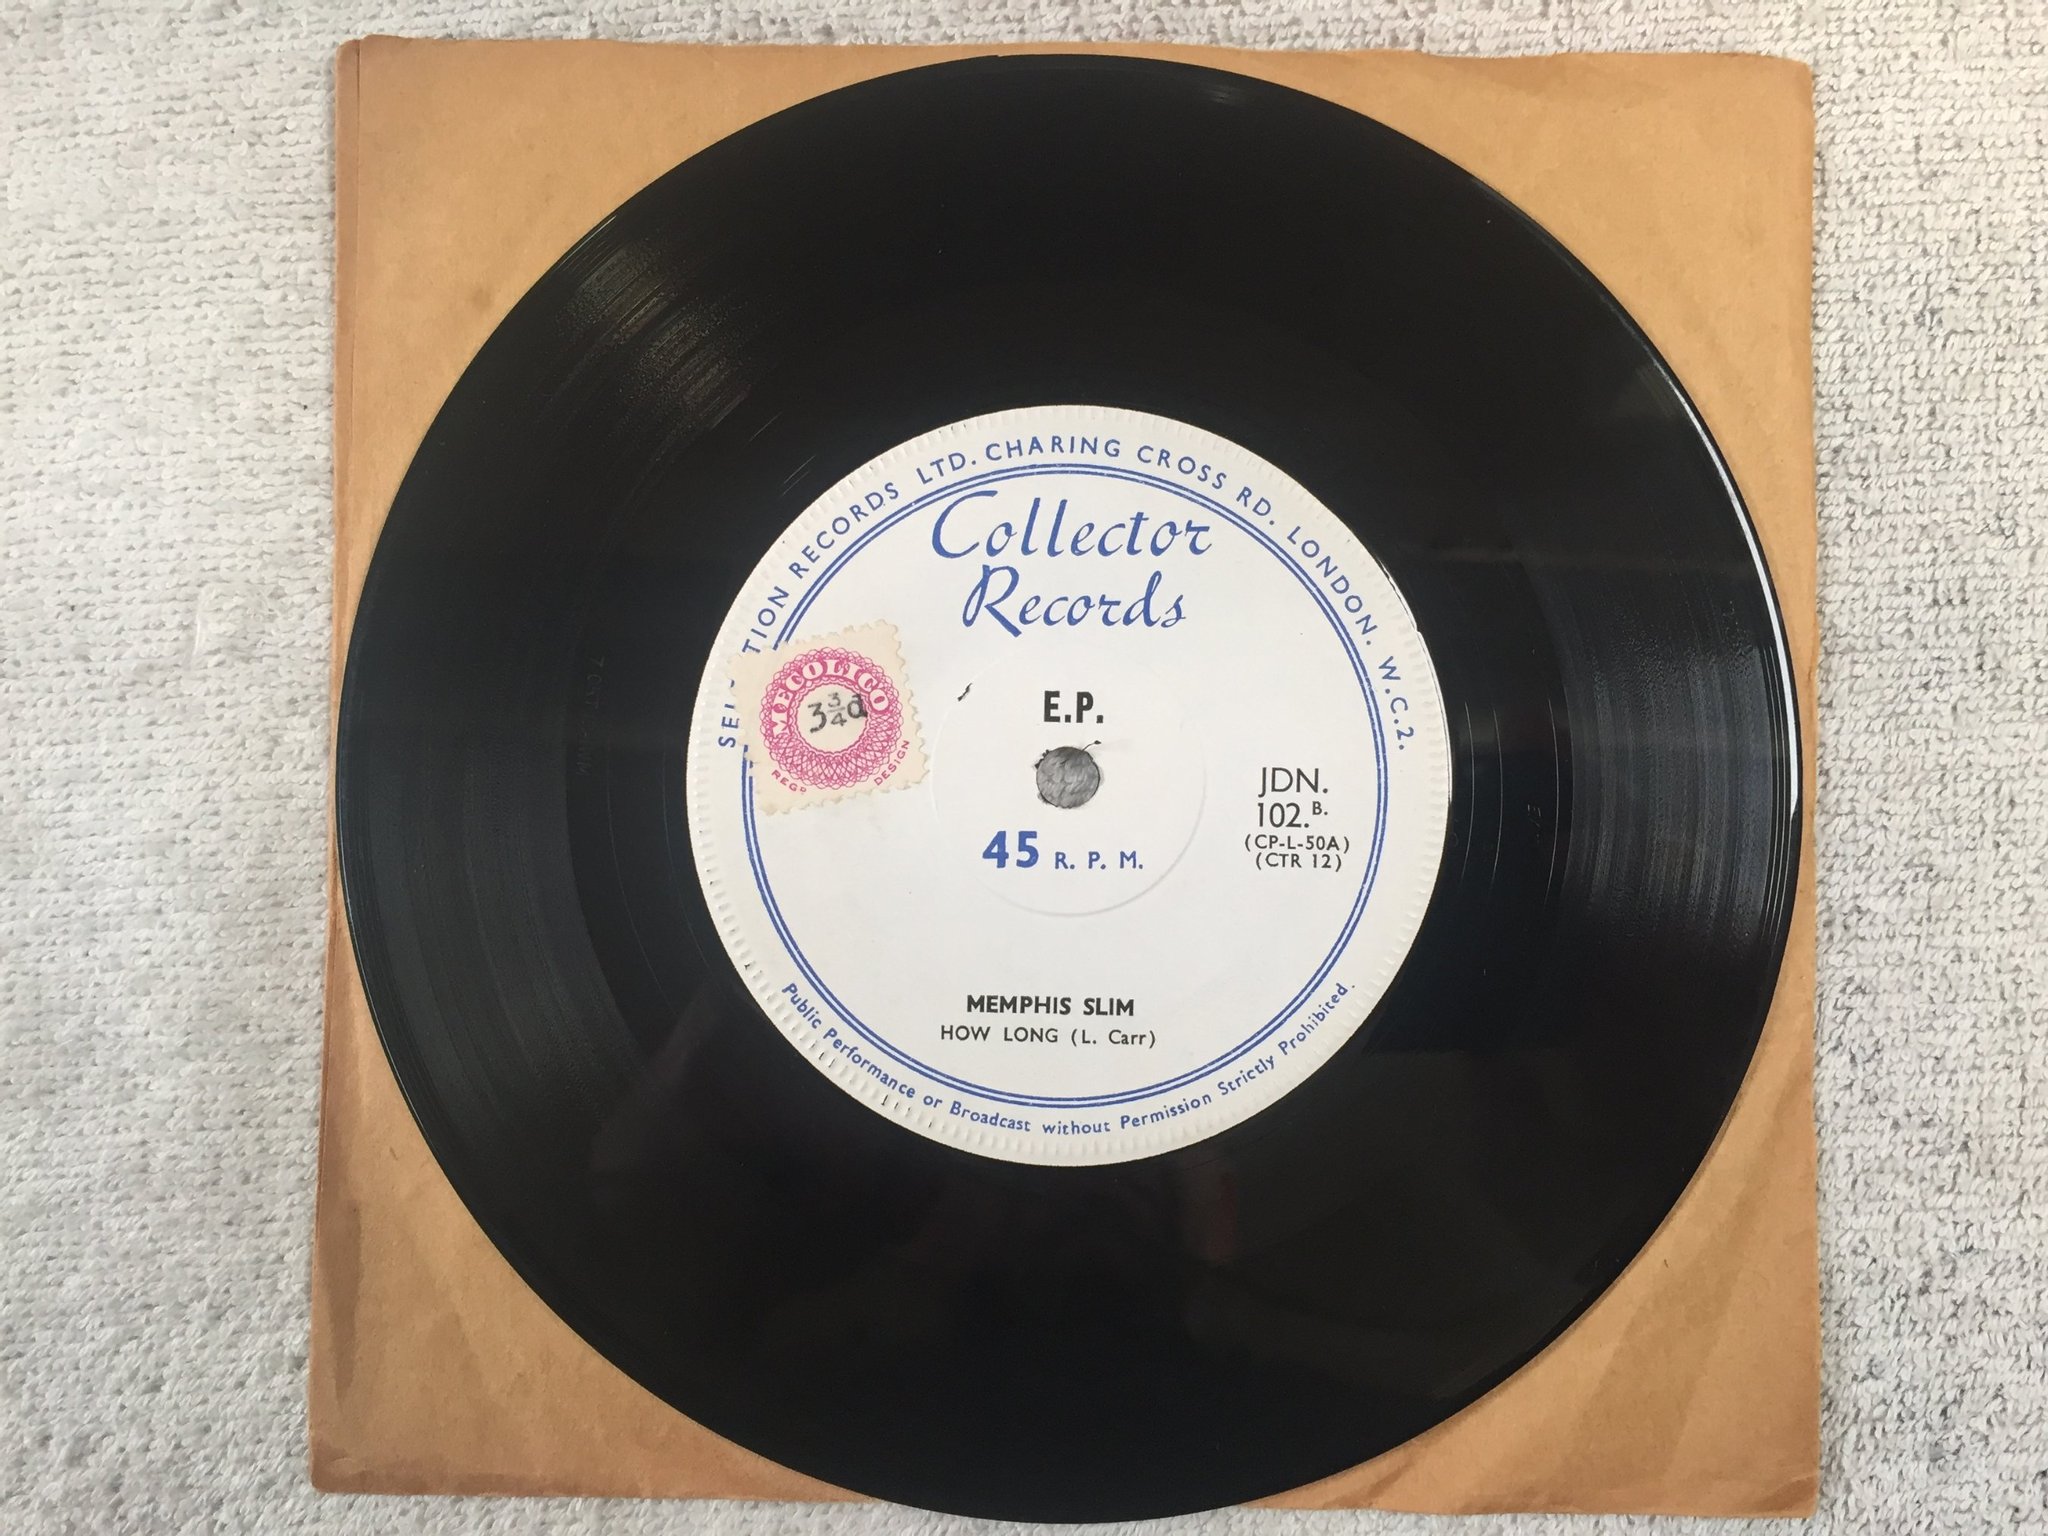 RECORDS LTD. CHARING CROSS RD. LONDON. W.C.2.
Collector
Records
MECOLICO
3¾d
REGD DESIGN
E.P.
JDN.
102.B.
(CP-L-50A)
(CTR 12)
45 R. P. M.
MEMPHIS SLIM
HOW LONG (L. Carr)
Public Performance or Broadcast without Permission Strictly Prohibited.